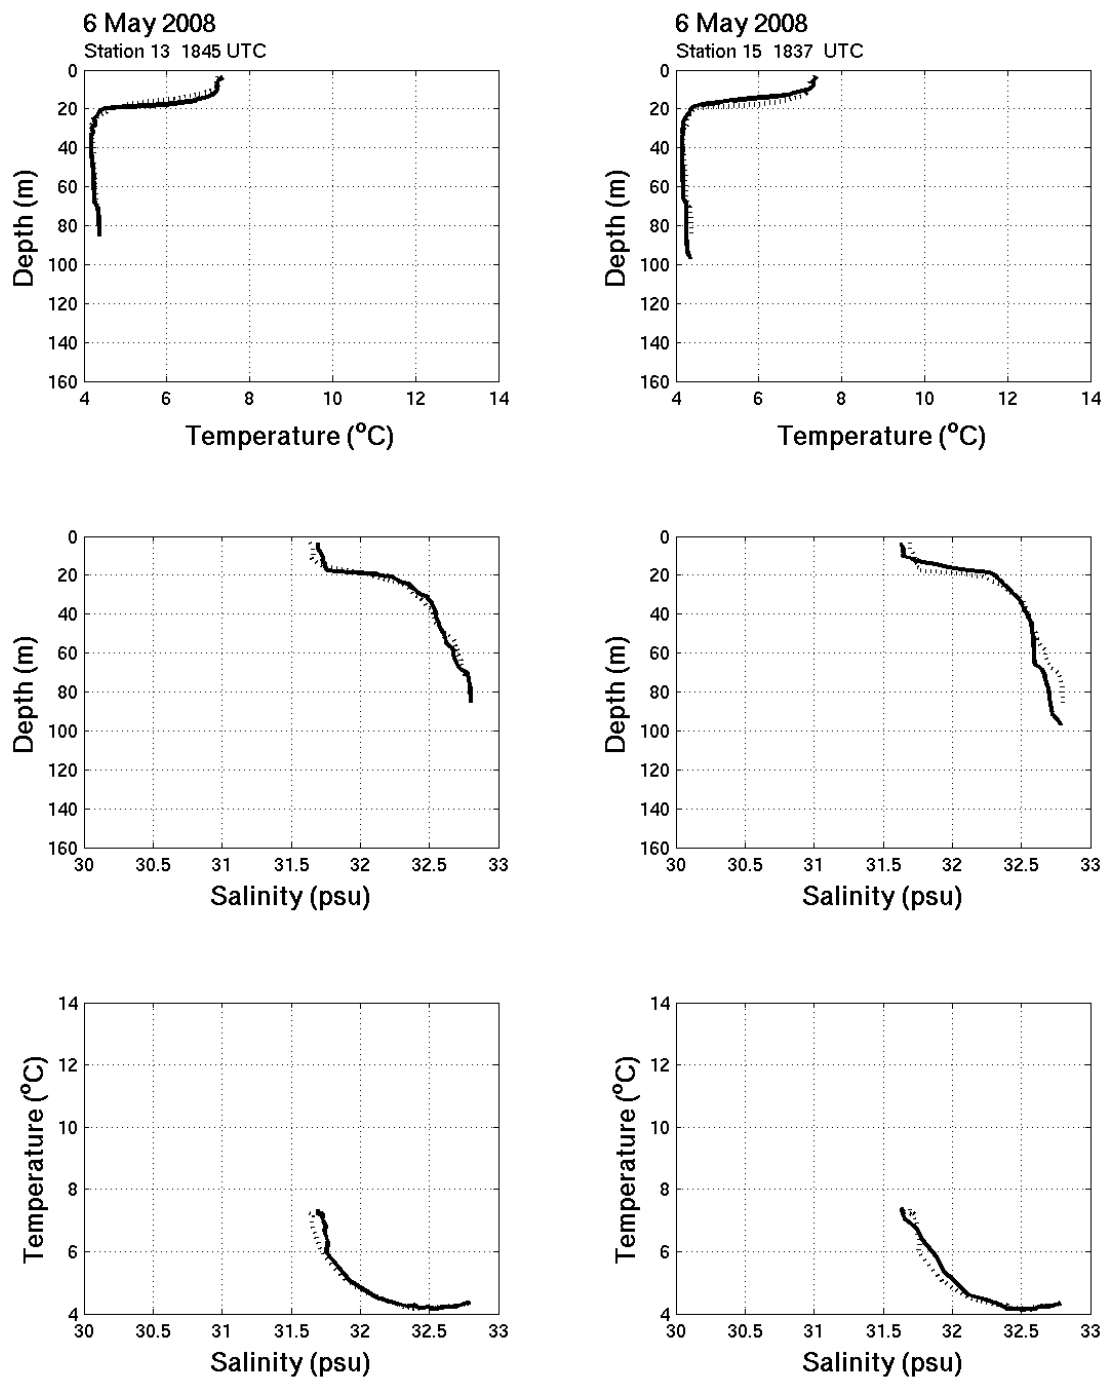 6 May 2008
Station 13 1845 UTC
0
20
40
60
80
100
120
140
160
Depth (m)
4 6 8 10 12 14
Temperature (°C)
6 May 2008
Station 15 1837 UTC
0
20
40
60
80
100
120
140
160
Depth (m)
4 6 8 10 12 14
Temperature (°C)
0
20
40
60
80
100
120
140
160
Depth (m)
30 30.5 31 31.5 32 32.5 33
Salinity (psu)
0
20
40
60
80
100
120
140
160
Depth (m)
30 30.5 31 31.5 32 32.5 33
Salinity (psu)
14
12
10
8
6
4
Temperature (°C)
30 30.5 31 31.5 32 32.5 33
Salinity (psu)
14
12
10
8
6
4
Temperature (°C)
30 30.5 31 31.5 32 32.5 33
Salinity (psu)